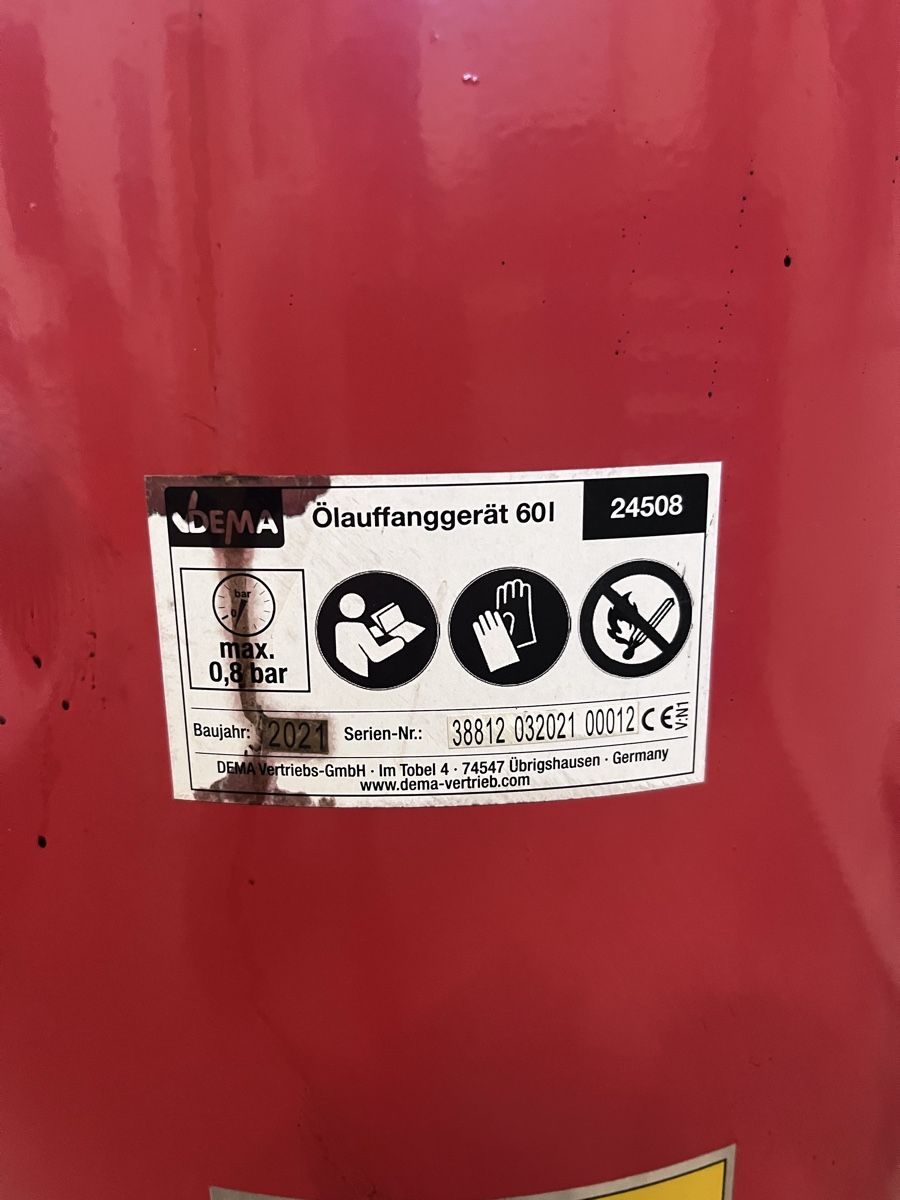 DEMA Ölauffanggerät 60l 24508
bar
0
max.
0,8 bar
Baujahr: 2021 Serien-Nr.: 38812 032021 00012 CE V:N1
DEMA Vertriebs-GmbH · Im Tobel 4 · 74547 Übrigshausen · Germany
www.dema-vertrieb.com